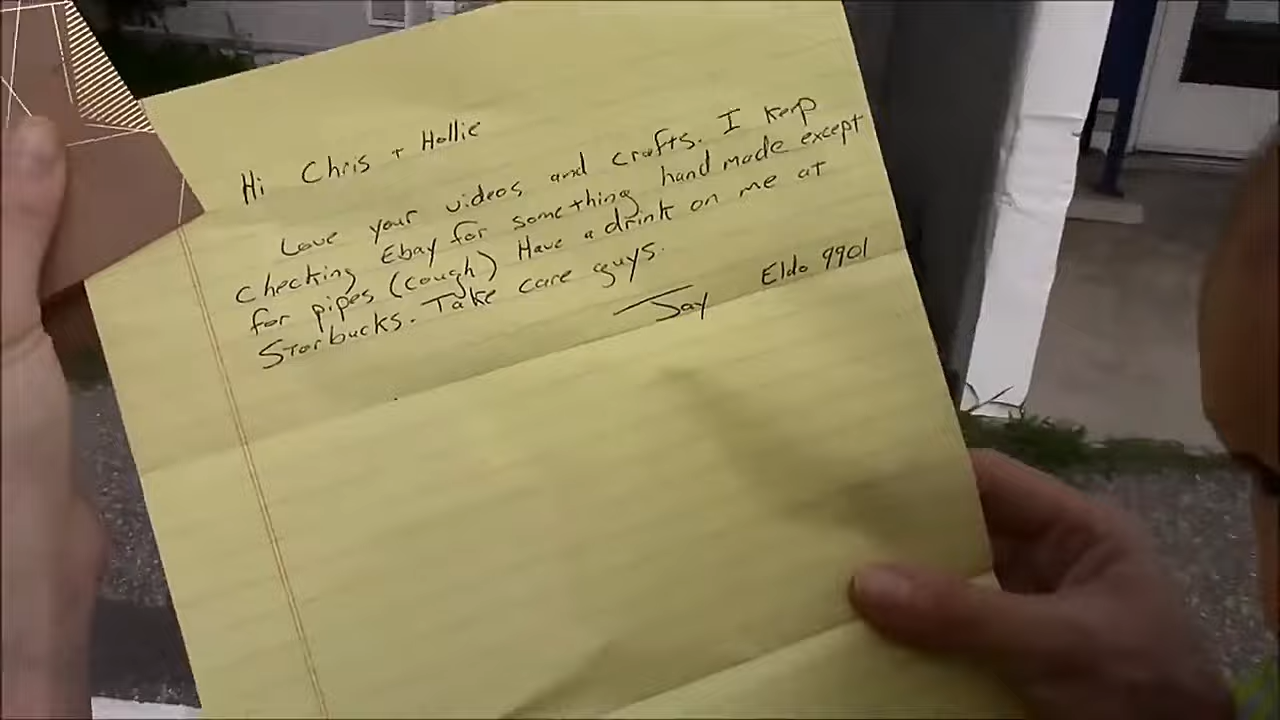 Hi Chris + Hollie
Love your videos and crafts. I keep
checking Ebay for something hand made except
for pipes (cough) Have a drink on me at
Starbucks. Take care guys.
Jay Eldo 9901